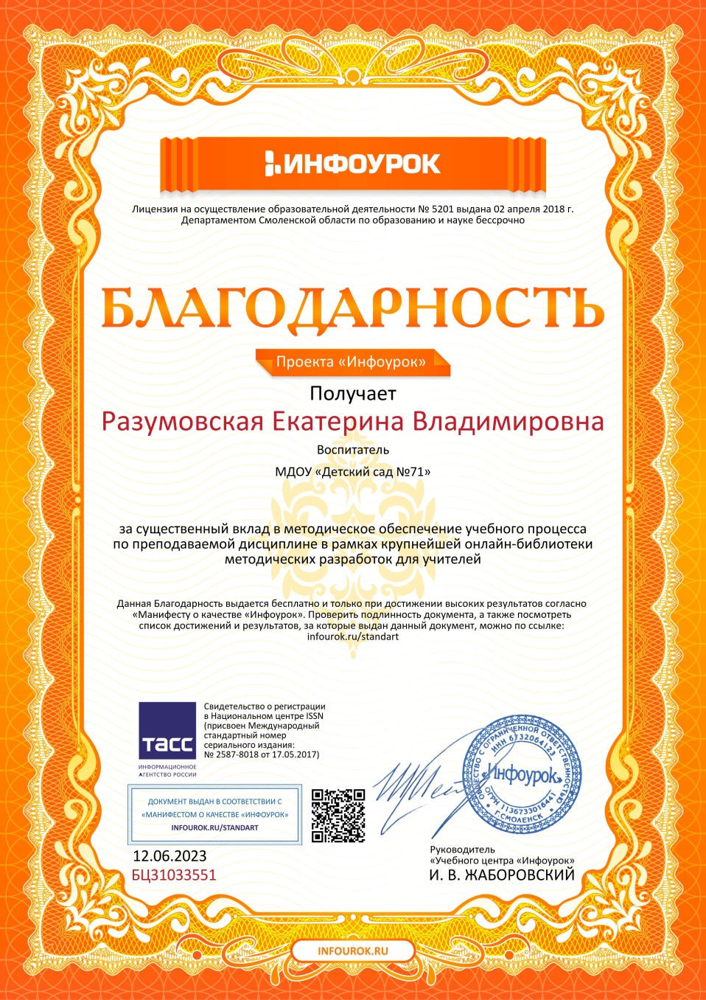 ИНФОУРОК
Лицензия на осуществление образовательной деятельности № 5201 выдана 02 апреля 2018 г.
Департаментом Смоленской области по образованию и науке бессрочно
БЛАГОДАРНОСТЬ
Проекта «Инфоурок»
Получает
Разумовская Екатерина Владимировна
Воспитатель
МДОУ «Детский сад №71»
за существенный вклад в методическое обеспечение учебного процесса
по преподаваемой дисциплине в рамках крупнейшей онлайн-библиотеки
методических разработок для учителей
Данная Благодарность выдается бесплатно и только при достижении высоких результатов согласно
«Манифесту о качестве «Инфоурок». Проверить подлинность документа, а также посмотреть
список достижений и результатов, за которые выдан данный документ, можно по ссылке:
infourok.ru/standart
ТАСС
ИНФОРМАЦИОННОЕ
АГЕНТСТВО РОССИИ
Свидетельство о регистрации
в Национальном центре ISSN
(присвоен Международный
стандартный номер
сериального издания:
№ 2587-8018 от 17.05.2017)
ДОКУМЕНТ ВЫДАН В СООТВЕТСТВИИ С
«МАНИФЕСТОМ О КАЧЕСТВЕ «ИНФОУРОК»
INFOUROK.RU/STANDART
12.06.2023
БЦ31033551
ОБЩЕСТВО С ОГРАНИЧЕННОЙ ОТВЕТСТВЕННОСТЬЮ
ИНН 6732064123
«Инфоурок»
ОГРН 1136733016441
Г.СМОЛЕНСК
Руководитель
«Учебного центра «Инфоурок»
И. В. ЖАБОРОВСКИЙ
INFOUROK.RU